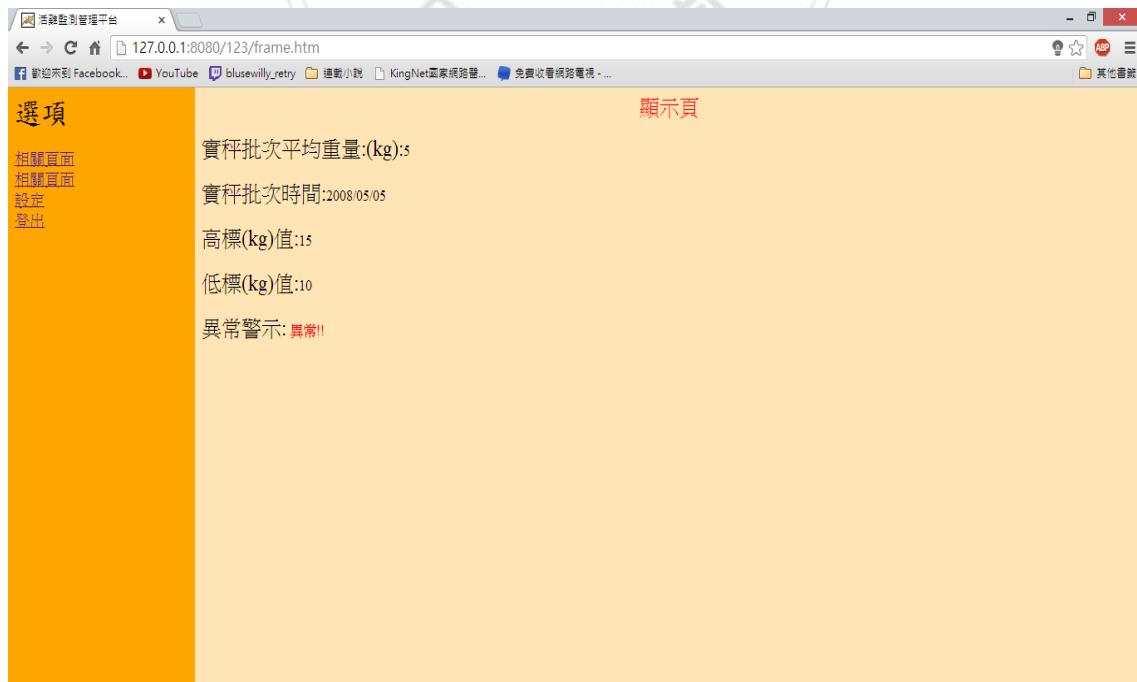 活雞監測管理平台
127.0.0.1:8080/123/frame.htm
歡迎來到 Facebook... YouTube blusewilly_retry 連載小說 KingNet國家網路醫... 免費收看網路電視 - ... 其他書籤
ABP
選項
相關頁面
相關頁面
設定
登出
顯示頁
實秤批次平均重量:(kg):5
實秤批次時間:2008/05/05
高標(kg)值:15
低標(kg)值:10
異常警示: 異常!!